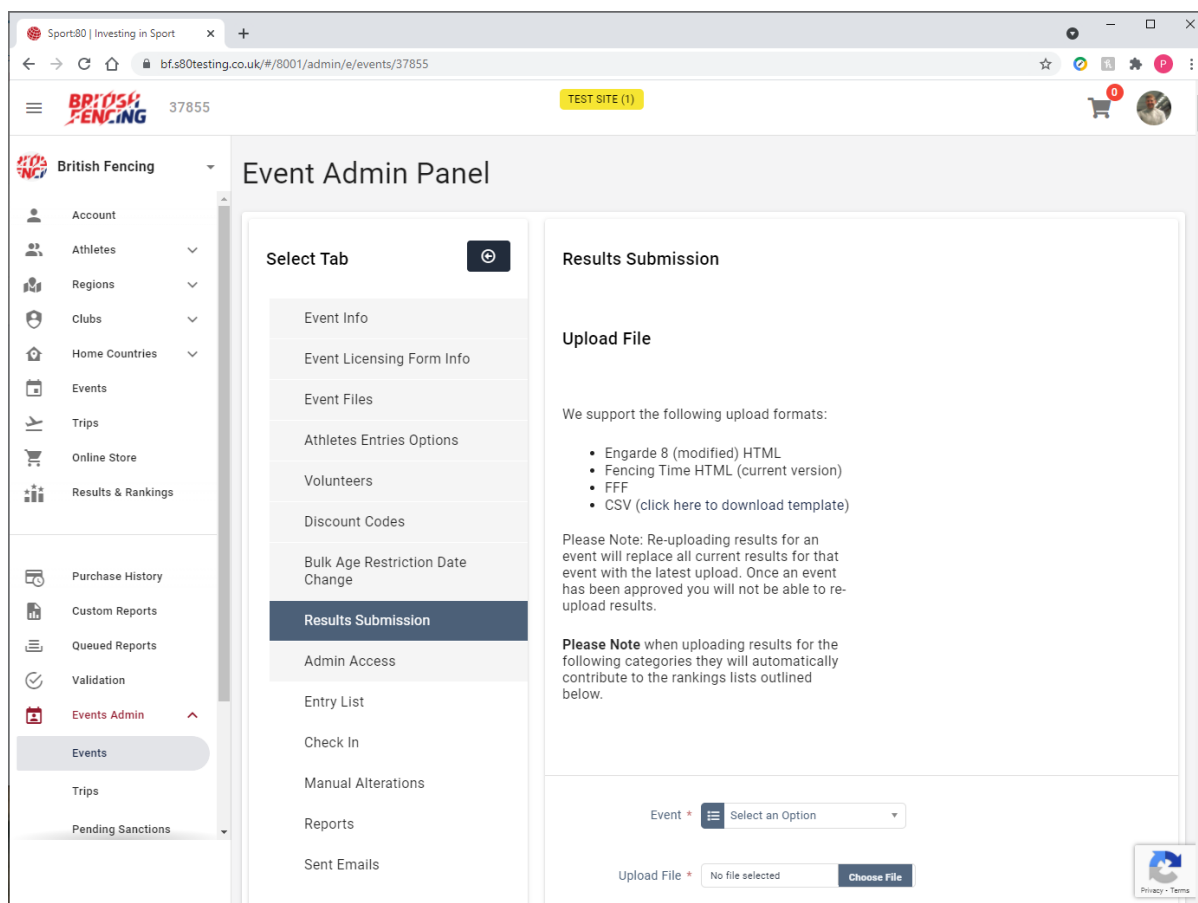 Sport:80 | Investing in Sport
bf.s80testing.co.uk/#/8001/admin/e/events/37855
P
BRITISH
FENCING
37855
TEST SITE (1)
0
British Fencing
Account
Athletes
Regions
Clubs
Home Countries
Events
Trips
Online Store
Results & Rankings
Purchase History
Custom Reports
Queued Reports
Validation
Events Admin
Events
Trips
Pending Sanctions
Event Admin Panel
Select Tab
Event Info
Event Licensing Form Info
Event Files
Athletes Entries Options
Volunteers
Discount Codes
Bulk Age Restriction Date
Change
Results Submission
Admin Access
Entry List
Check In
Manual Alterations
Reports
Sent Emails
Results Submission
Upload File
We support the following upload formats:
• Engarde 8 (modified) HTML
• Fencing Time HTML (current version)
• FFF
• CSV (click here to download template)
Please Note: Re-uploading results for an
event will replace all current results for that
event with the latest upload. Once an event
has been approved you will not be able to re-
upload results.
Please Note when uploading results for the
following categories they will automatically
contribute to the rankings lists outlined
below.
Event * Select an Option
Upload File * No file selected Choose File
Privacy - Terms